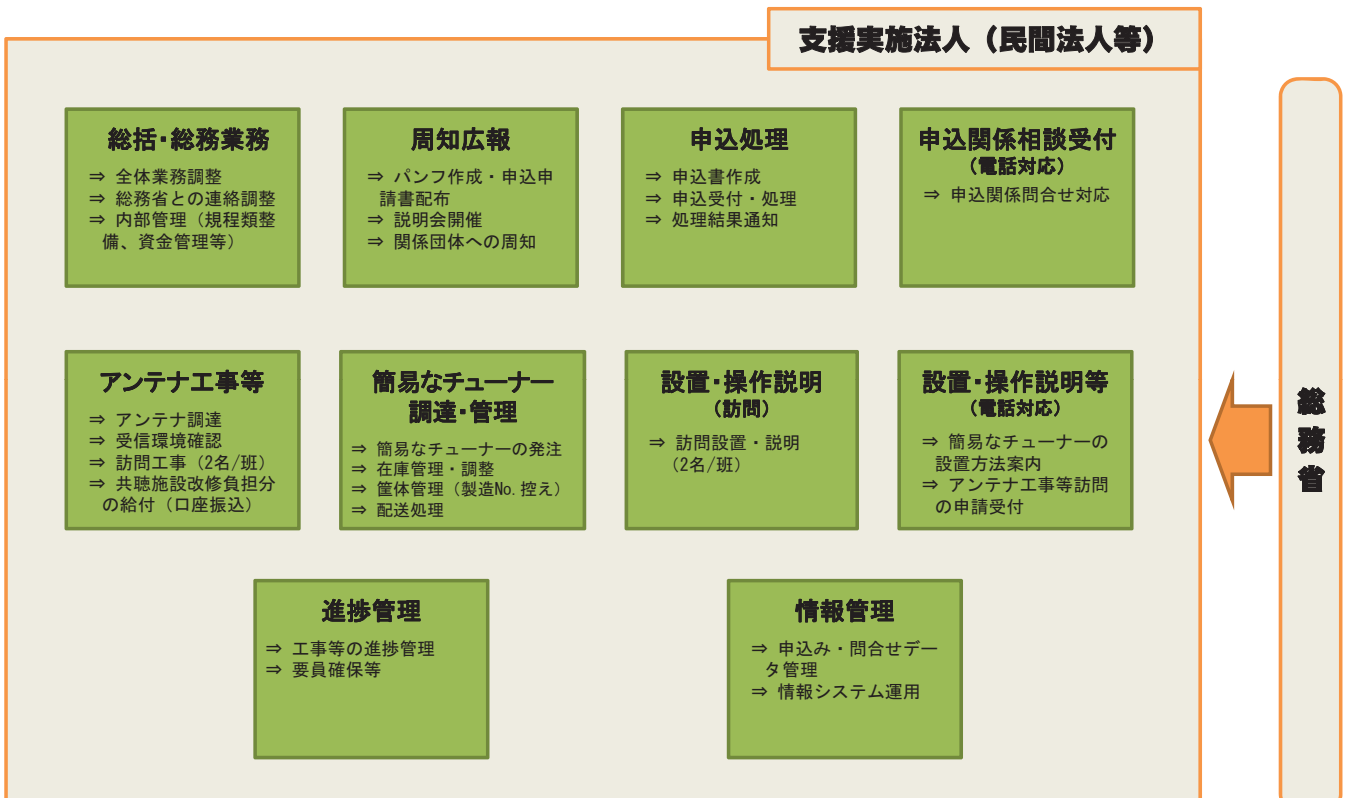 支援実施法人（民間法人等）
総括・総務業務
⇒ 全体業務調整
⇒ 総務省との連絡調整
⇒ 内部管理（規程類整
備、資金管理等）
周知広報
⇒ パンフ作成・申込申
請書配布
⇒ 説明会開催
⇒ 関係団体への周知
申込処理
⇒ 申込書作成
⇒ 申込受付・処理
⇒ 処理結果通知
申込関係相談受付
（電話対応）
⇒ 申込関係問合せ対応
アンテナ工事等
⇒ アンテナ調達
⇒ 受信環境確認
⇒ 訪問工事（2名/班）
⇒ 共聴施設改修負担分
の給付（口座振込）
簡易なチューナー
調達・管理
⇒ 簡易なチューナーの発注
⇒ 在庫管理・調整
⇒ 筐体管理（製造No.控え）
⇒ 配送処理
設置・操作説明
（訪問）
⇒ 訪問設置・説明
（2名/班）
設置・操作説明等
（電話対応）
⇒ 簡易なチューナーの
設置方法案内
⇒ アンテナ工事等訪問
の申請受付
進捗管理
⇒ 工事等の進捗管理
⇒ 要員確保等
情報管理
⇒ 申込み・問合せデー
タ管理
⇒ 情報システム運用
総務省